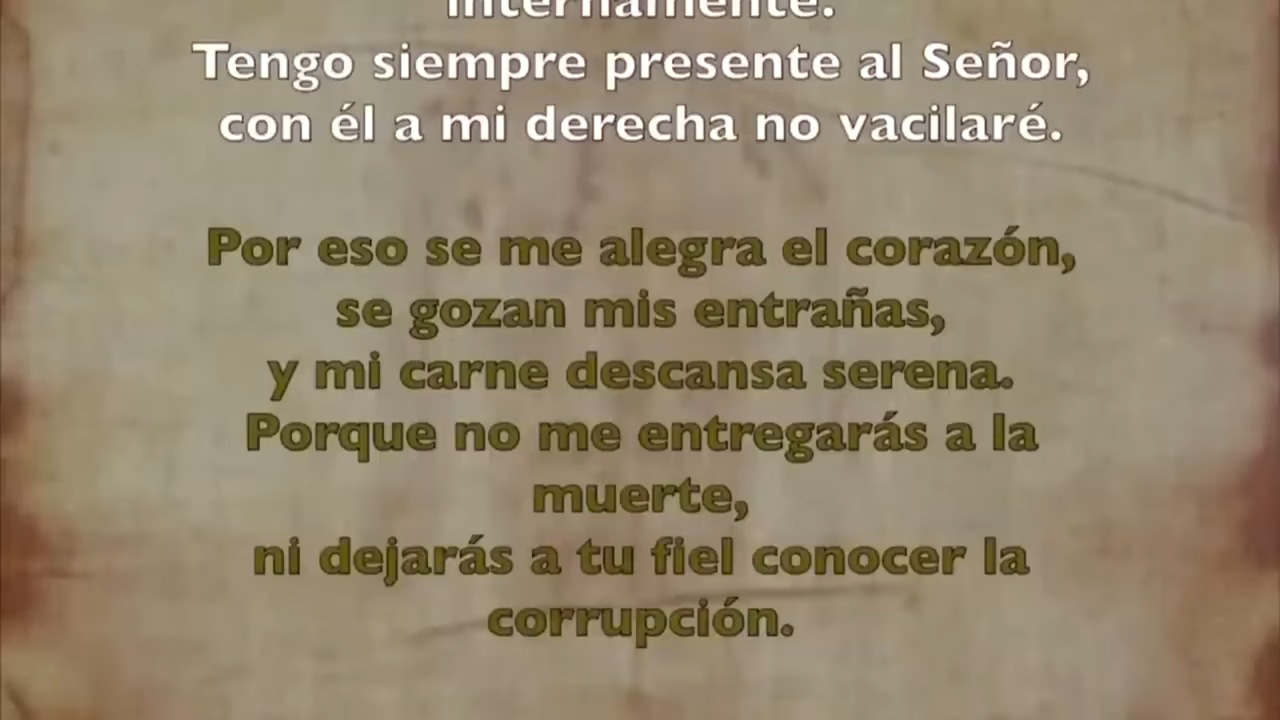 internamente.
Tengo siempre presente al Señor,
con él a mi derecha no vacilaré.
Por eso se me alegra el corazón,
se gozan mis entrañas,
y mi carne descansa serena.
Porque no me entregarás a la
muerte,
ni dejarás a tu fiel conocer la
corrupción.